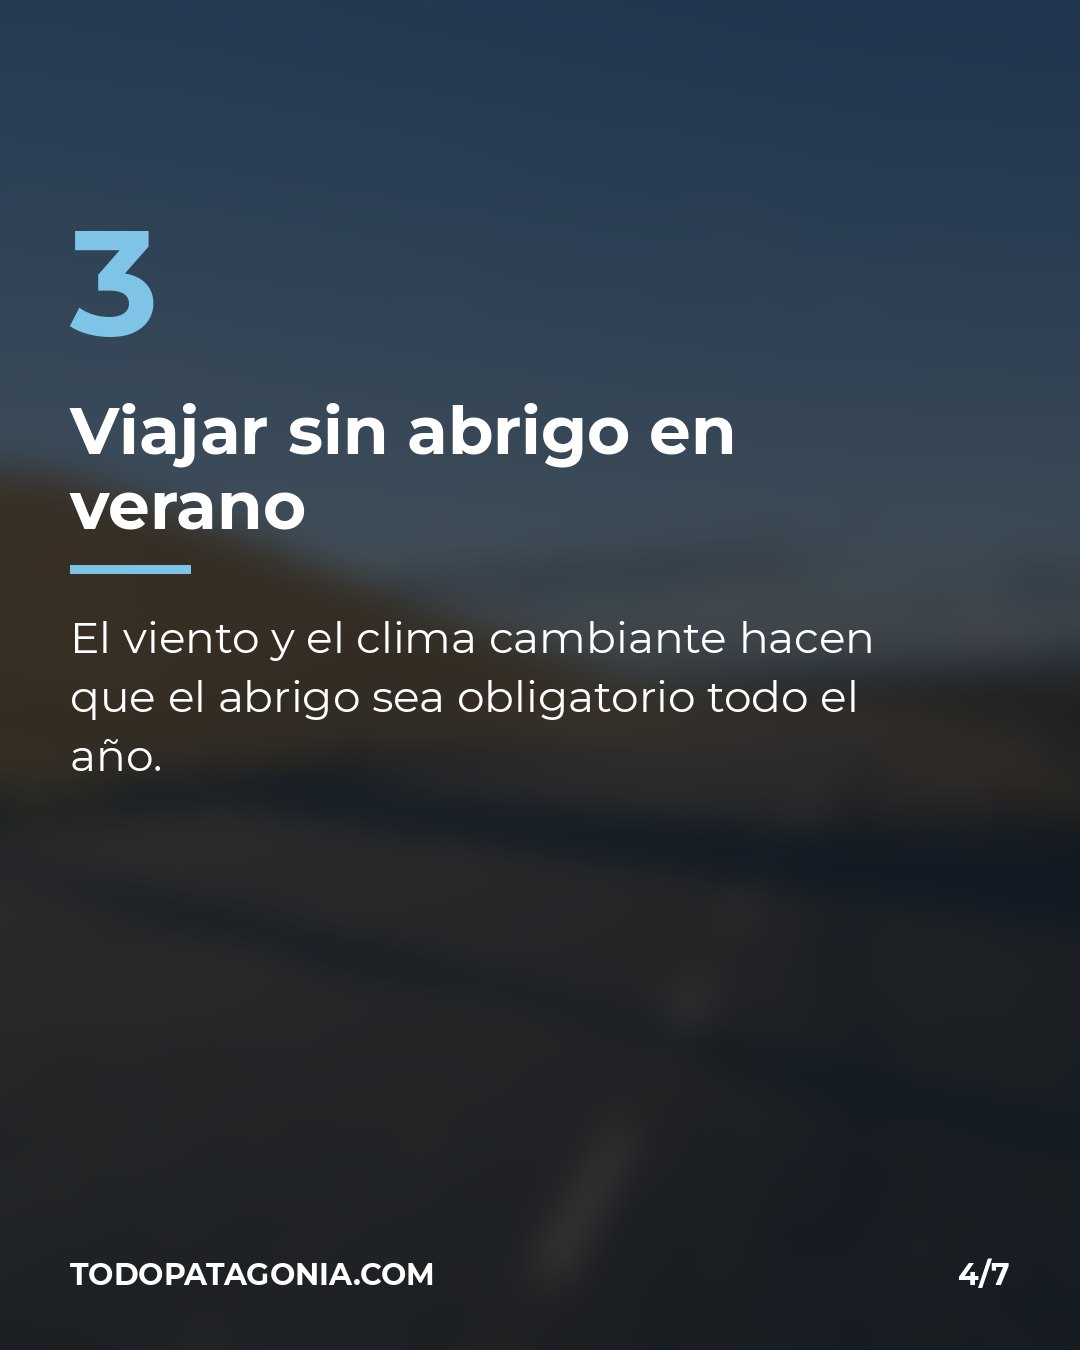 3
Viajar sin abrigo en
verano
El viento y el clima cambiante hacen
que el abrigo sea obligatorio todo el
año.
TODOPATAGONIA.COM
4/7